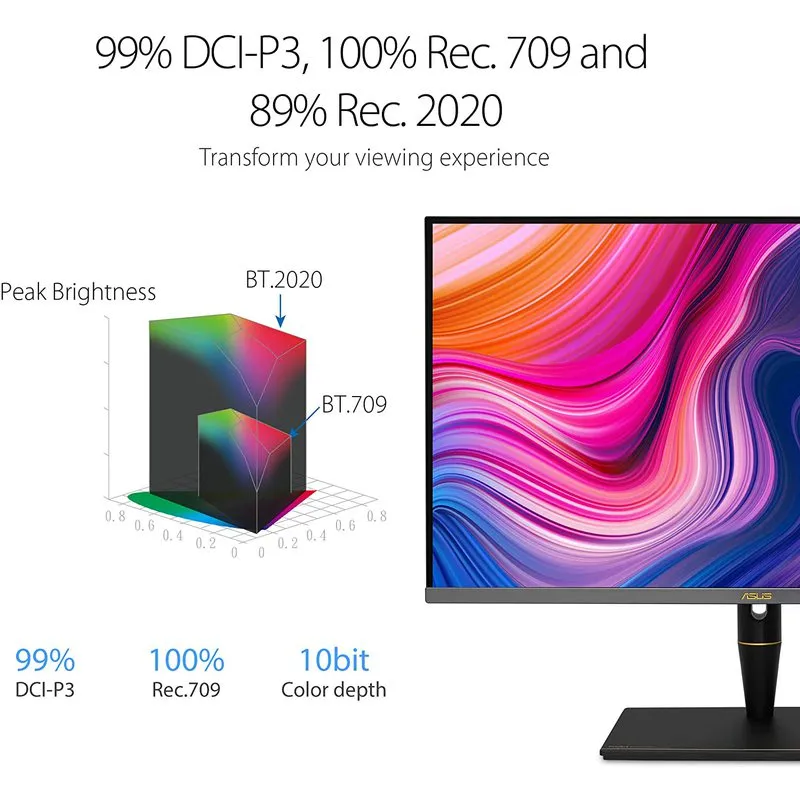 99% DCI-P3, 100% Rec. 709 and
89% Rec. 2020
Transform your viewing experience
Peak Brightness
BT.2020
BT.709
0.8
0.6
0.4
0.2
0
0
0.2
0.4
0.6
0.8
ASUS
99%
DCI-P3
100%
Rec.709
10bit
Color depth